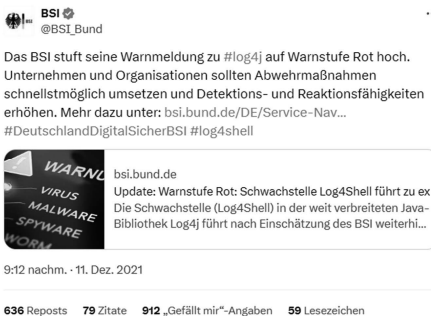 BSI
@BSI_Bund
Das BSI stuft seine Warnmeldung zu #log4j auf Warnstufe Rot hoch.
Unternehmen und Organisationen sollten Abwehrmaßnahmen
schnellstmöglich umsetzen und Detektions- und Reaktionsfähigkeiten
erhöhen. Mehr dazu unter: bsi.bund.de/DE/Service-Nav…
#DeutschlandDigitalSicherBSI #log4shell
WARNU
VIRUS
MALWARE
SPYWARE
WORM
bsi.bund.de
Update: Warnstufe Rot: Schwachstelle Log4Shell führt zu ex
Die Schwachstelle (Log4Shell) in der weit verbreiteten Java-
Bibliothek Log4j führt nach Einschätzung des BSI weiterhi...
9:12 nachm. · 11. Dez. 2021
636 Reposts 79 Zitate 912 „Gefällt mir“-Angaben 59 Lesezeichen